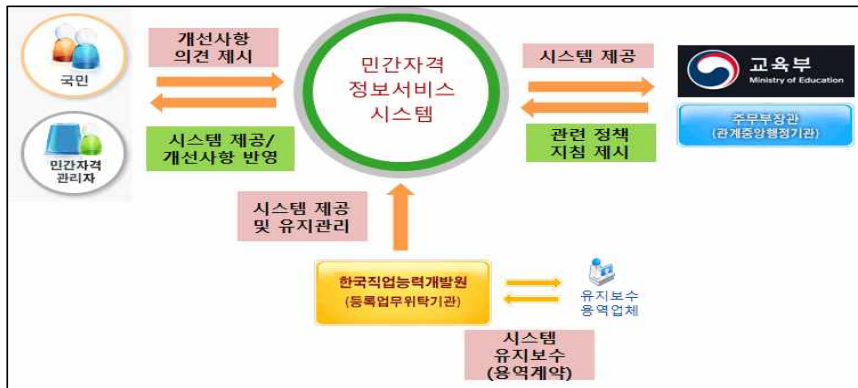 국민
민간자격
관리자
개선사항
의견 제시
시스템 제공/
개선사항 반영
민간자격
정보서비스
시스템
시스템 제공
관련 정책
지침 제시
교육부
Ministry of Education
주무부장관
(관계중앙행정기관)
시스템 제공
및 유지관리
한국직업능력개발원
(등록업무위탁기관)
유지보수
용역업체
시스템
유지보수
(용역계약)